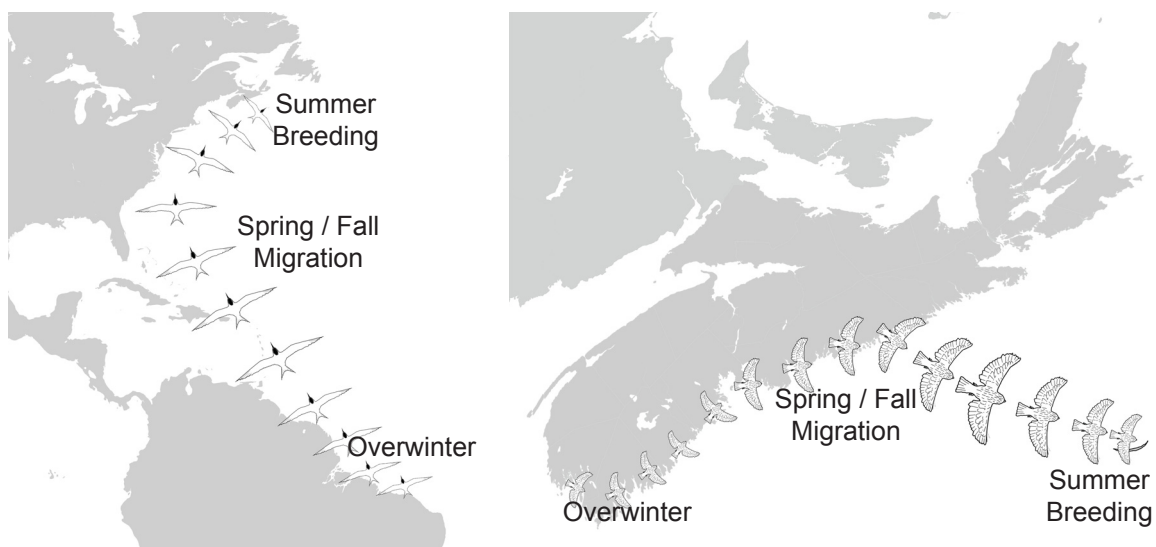 Summer
Breeding
Spring / Fall
Migration
Overwinter
Spring / Fall
Migration
Overwinter
Summer
Breeding